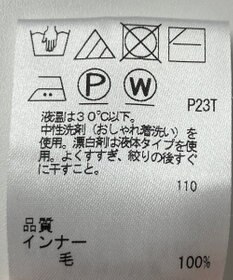 P W
P23T
液温は30℃以下。
中性洗剤(おしゃれ着洗い)を
使用。漂白剤は液体タイプを使
用。よくすすぎ、絞りの後すぐ
に干すこと。
110
品質
インナー
毛 100%